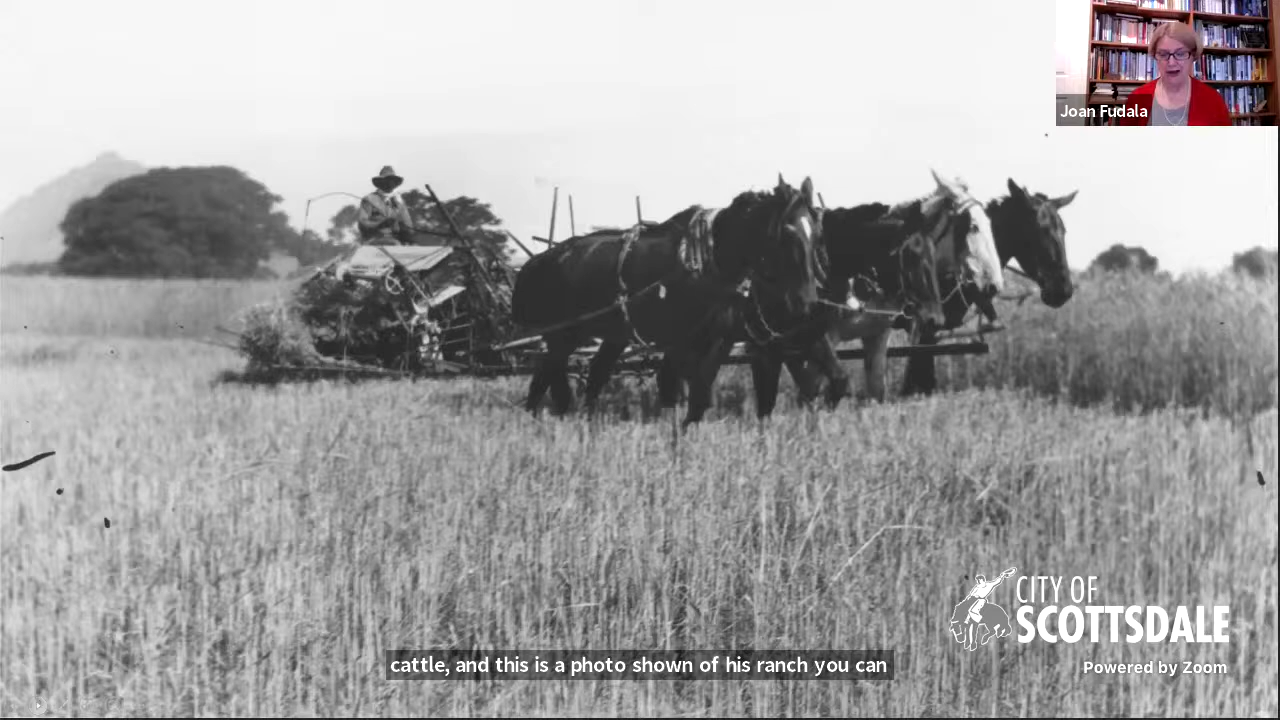 Joan Fudala
CITY OF
SCOTTSDALE
cattle, and this is a photo shown of his ranch you can
Powered by Zoom